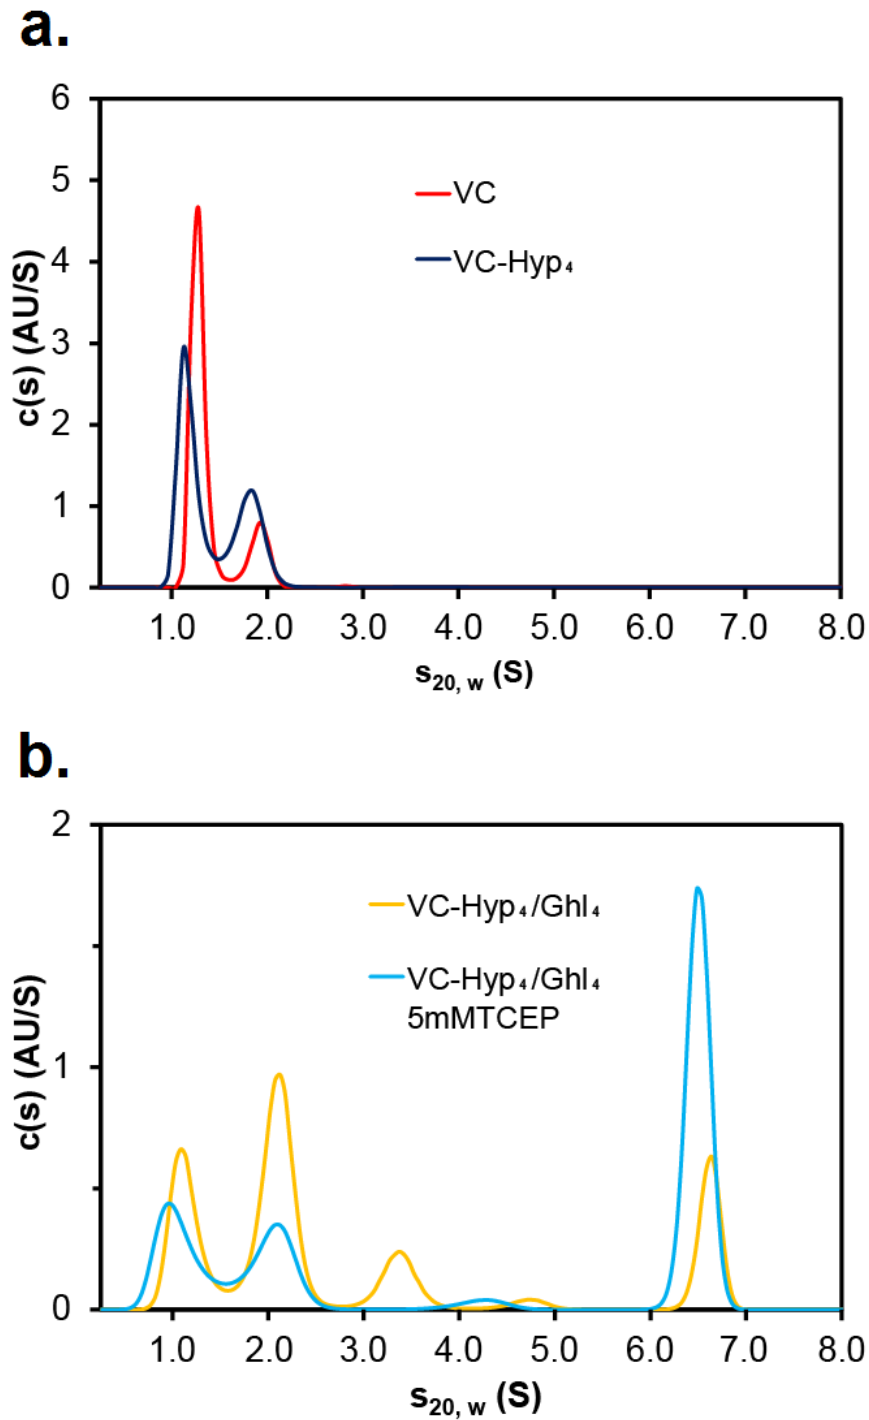 a.
6
5
4
3
2
1
0
c(s) (AU/S)
VC
VC-Hyp₄
1.0 2.0 3.0 4.0 5.0 6.0 7.0 8.0
s₂₀, w (S)
b.
2
1
0
c(s) (AU/S)
VC-Hyp₄/Ghl₄
VC-Hyp₄/Ghl₄
5mMTCEP
1.0 2.0 3.0 4.0 5.0 6.0 7.0 8.0
s₂₀, w (S)